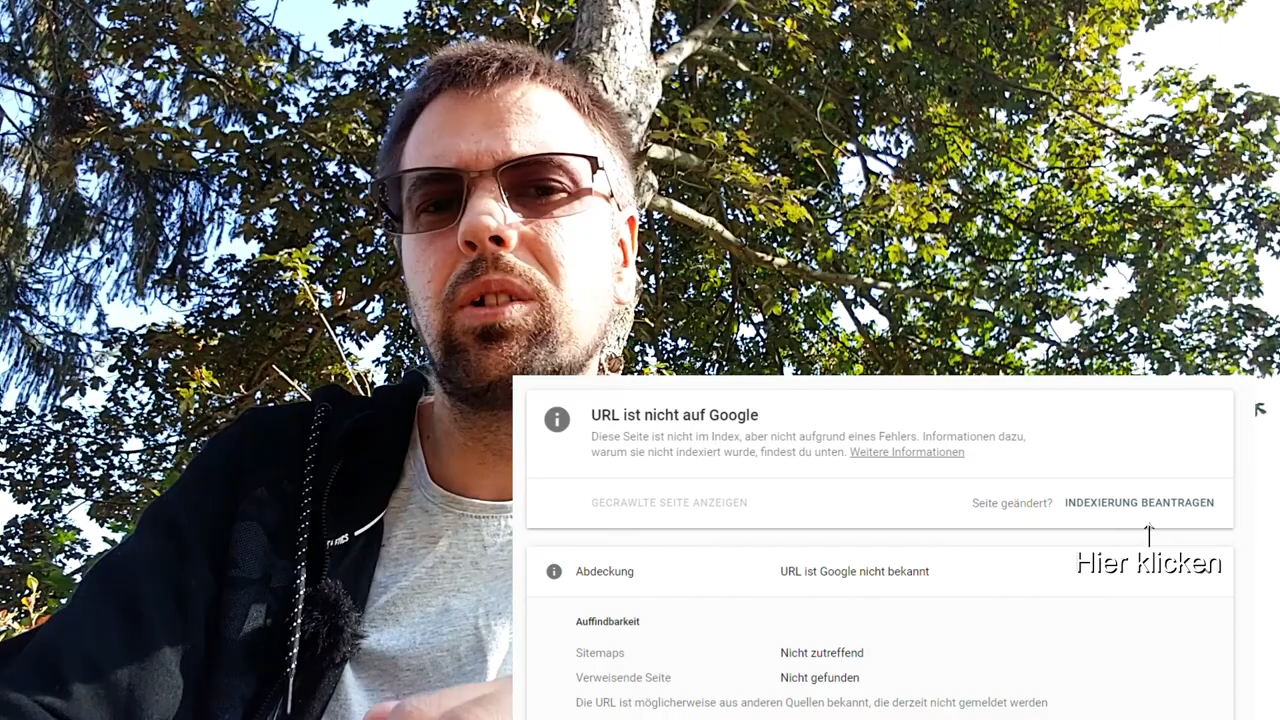 URL ist nicht auf Google
Diese Seite ist nicht im Index, aber nicht aufgrund eines Fehlers. Informationen dazu,
warum sie nicht indexiert wurde, findest du unten. Weitere Informationen
GECRAWLTE SEITE ANZEIGEN
Seite geändert? INDEXIERUNG BEANTRAGEN
Hier klicken
Abdeckung URL ist Google nicht bekannt
Auffindbarkeit
Sitemaps Nicht zutreffend
Verweisende Seite Nicht gefunden
Die URL ist möglicherweise aus anderen Quellen bekannt, die derzeit nicht gemeldet werden